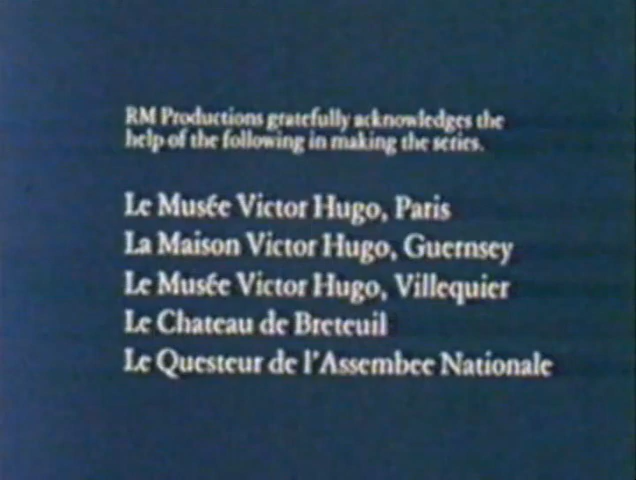 RM Productions gratefully acknowledges the
help of the following in making the series.
Le Musée Victor Hugo, Paris
La Maison Victor Hugo, Guernsey
Le Musée Victor Hugo, Villequier
Le Chateau de Breteuil
Le Questeur de l'Assembee Nationale